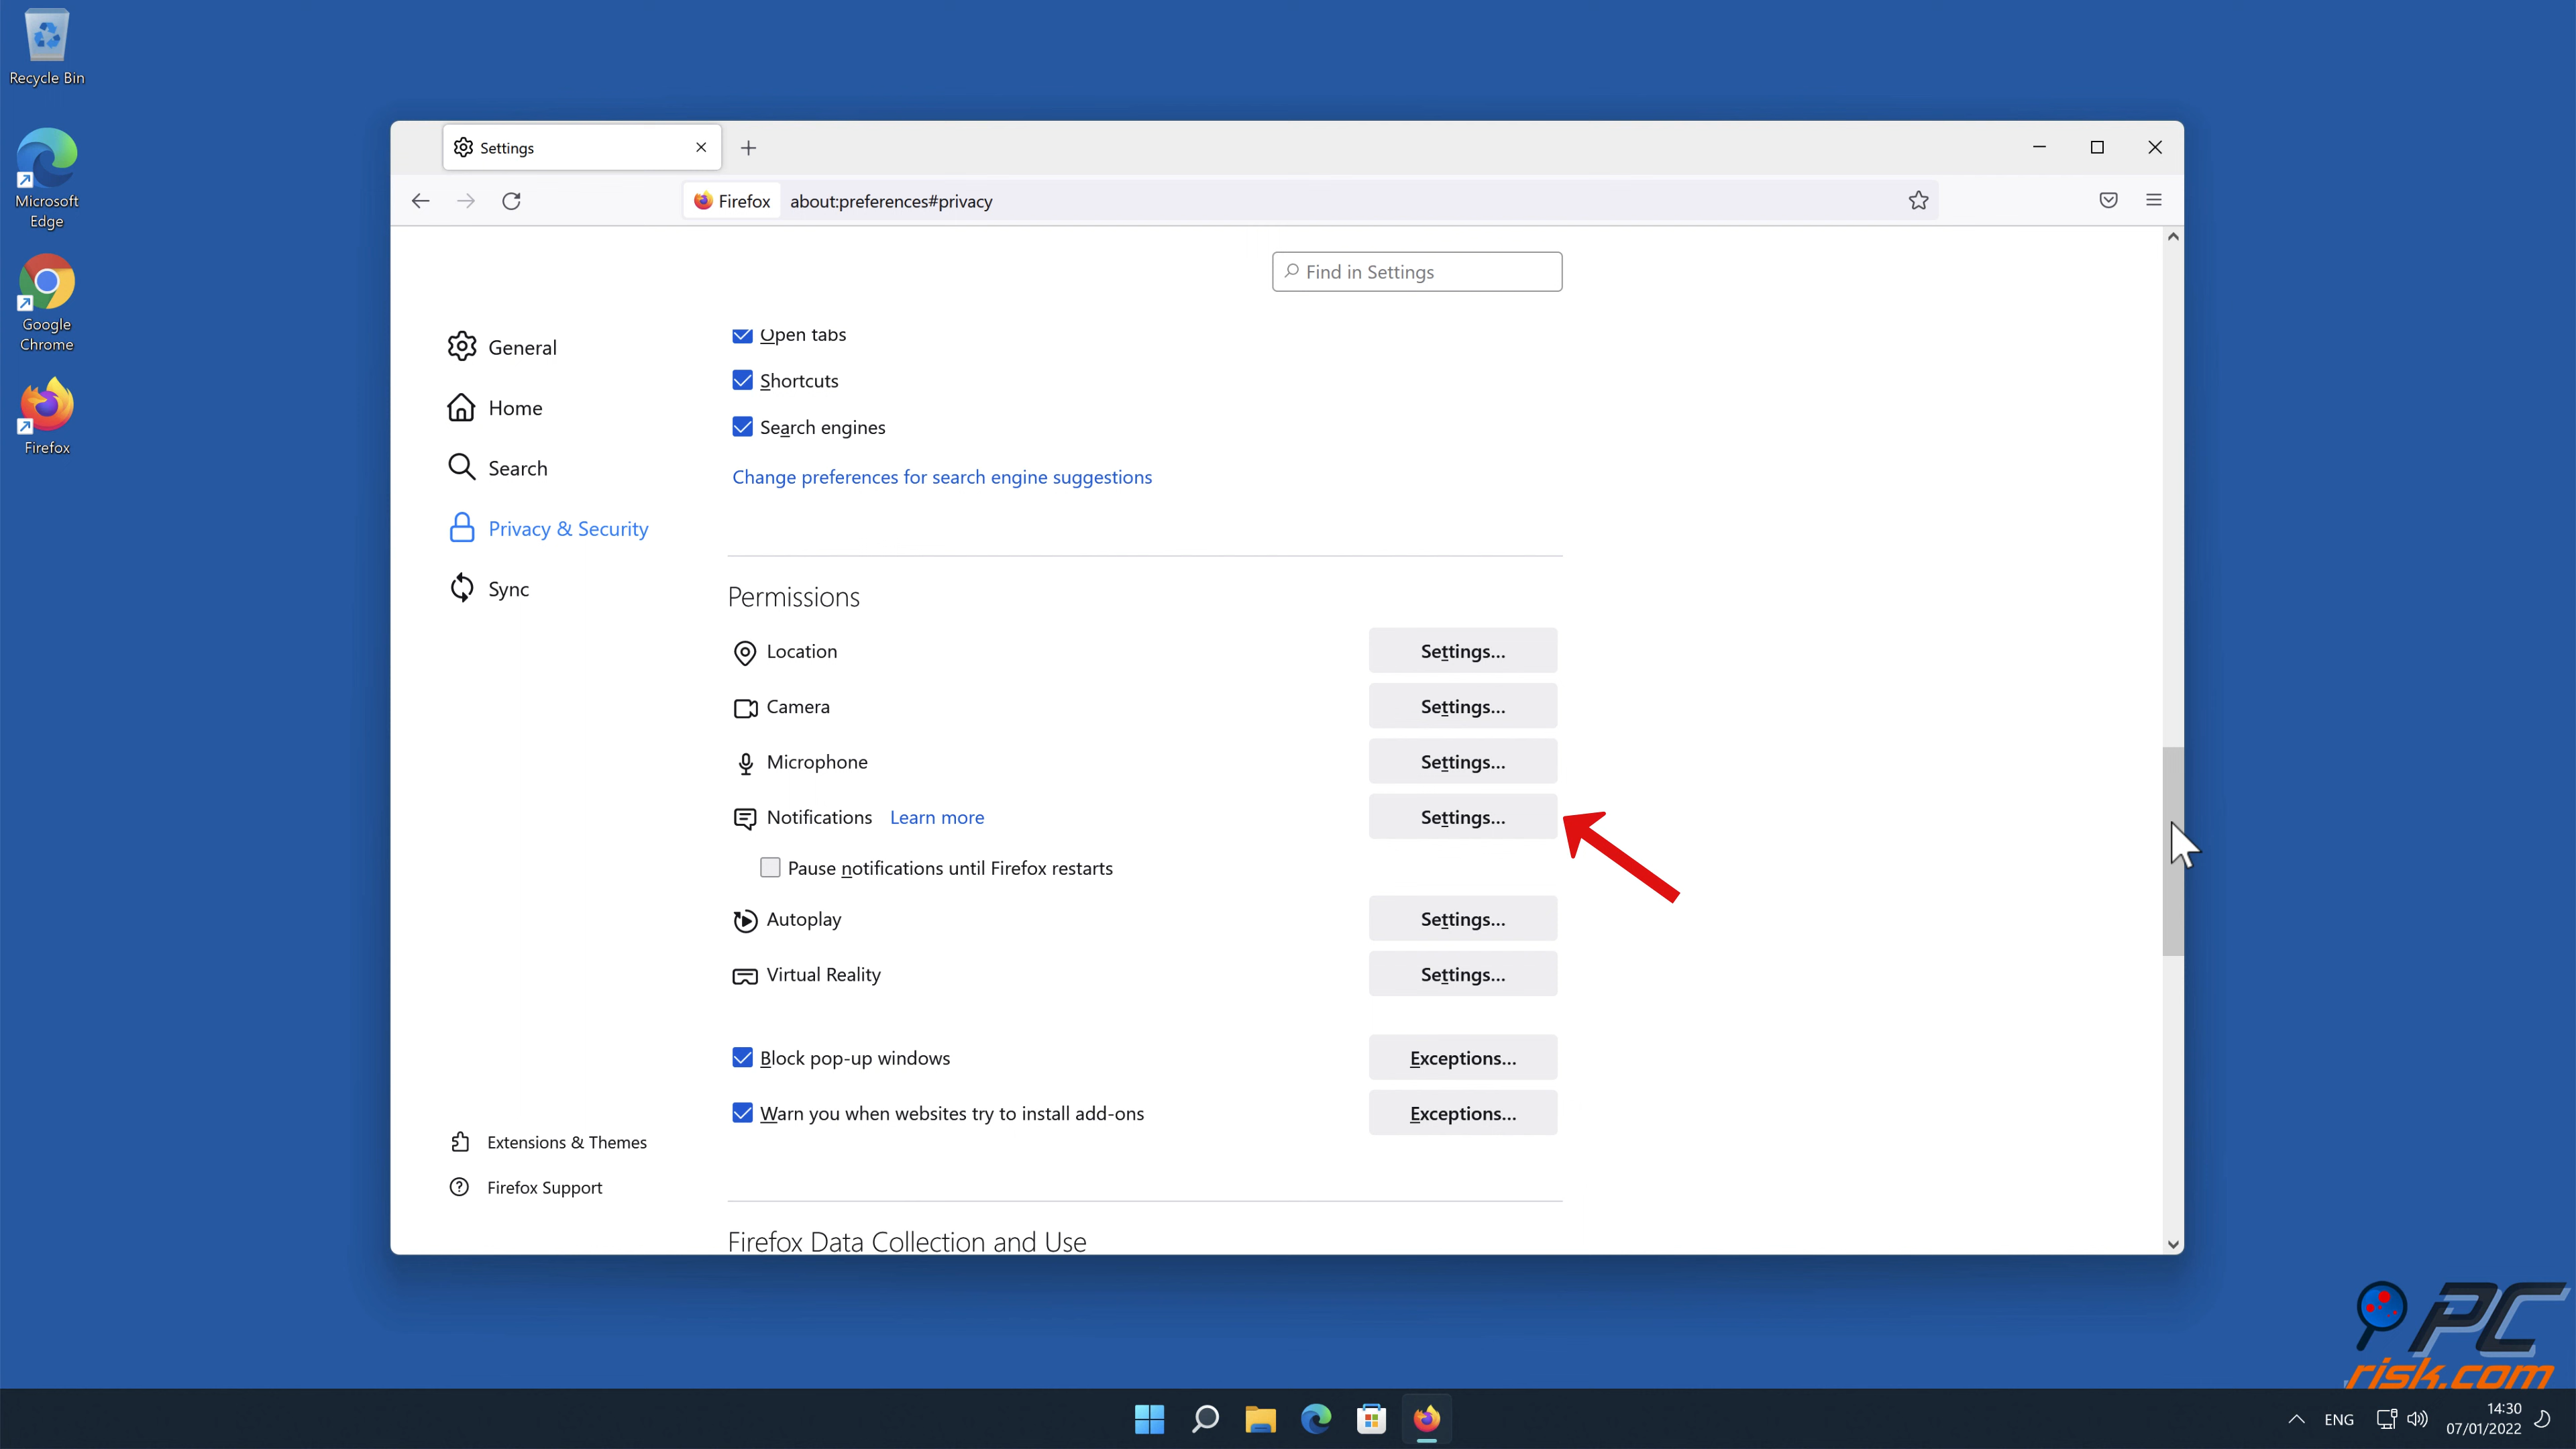 Recycle Bin
Microsoft
Edge
Google
Chrome
Firefox
Settings
Firefox
about:preferences#privacy
Find in Settings
General
Home
Search
Privacy & Security
Sync
Extensions & Themes
Firefox Support
Open tabs
Shortcuts
Search engines
Change preferences for search engine suggestions
Permissions
Location Settings...
Camera Settings...
Microphone Settings...
Notifications Learn more Settings...
Pause notifications until Firefox restarts
Autoplay Settings...
Virtual Reality Settings...
Block pop-up windows Exceptions...
Warn you when websites try to install add-ons Exceptions...
Firefox Data Collection and Use
PC
risk.com
ENG
14:30
07/01/2022